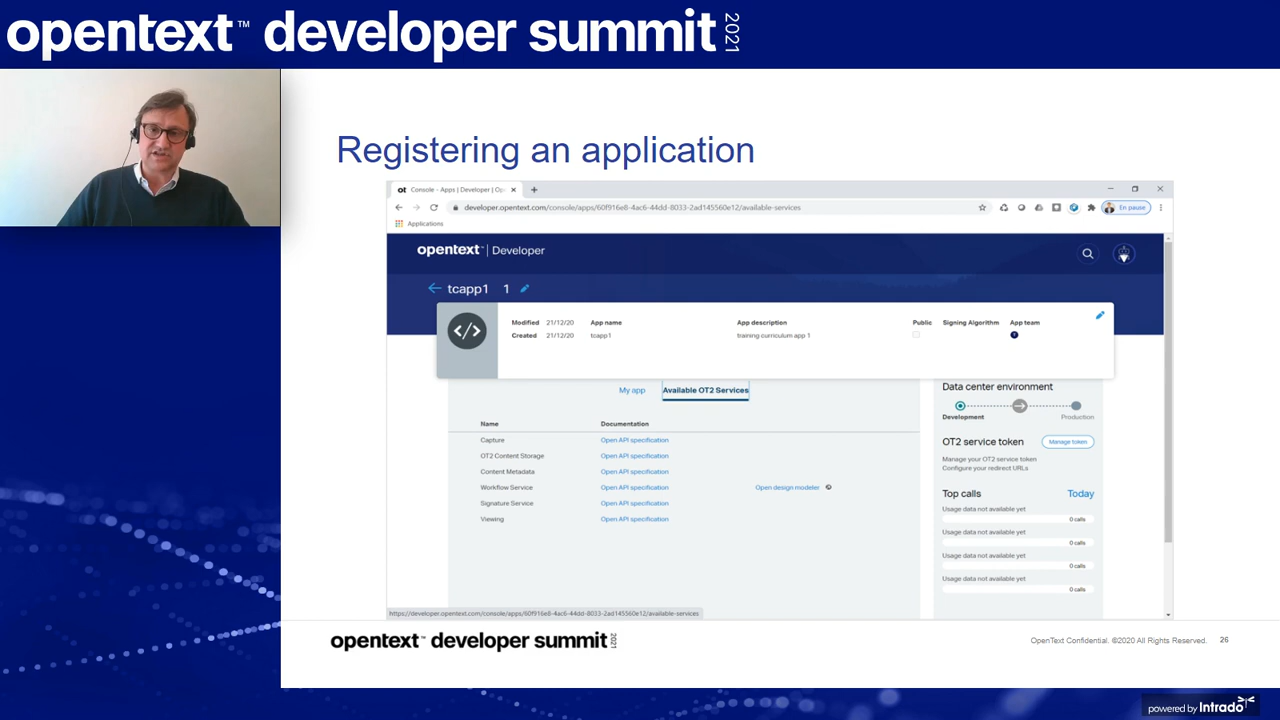 opentext™ developer summit 2021
Registering an application
ot Console - Apps | Developer | Op
developer.opentext.com/console/apps/60f916e8-4ac6-44dd-8033-2ad145560e12/available-services
En pause
Applications
opentext™ | Developer
tcapp1 1
Modified 21/12/20 App name App description Public Signing Algorithm App team
Created 21/12/20 tcapp1 training curriculum app 1
</>
My app Available OT2 Services
Data center environment
Development Production
Name Documentation
Capture Open API specification
OT2 Content Storage Open API specification
Content Metadata Open API specification
Workflow Service Open API specification Open design modeler
Signature Service Open API specification
Viewing Open API specification
OT2 service token Manage token
Manage your OT2 service token
Configure your redirect URLs
Top calls Today
Usage data not available yet
0 calls
Usage data not available yet
0 calls
Usage data not available yet
0 calls
Usage data not available yet
0 calls
https://developer.opentext.com/console/apps/60f916e8-4ac6-44dd-8033-2ad145560e12/available-services
opentext™ developer summit 2021
OpenText Confidential. ©2020 All Rights Reserved. 26
powered by Intrado